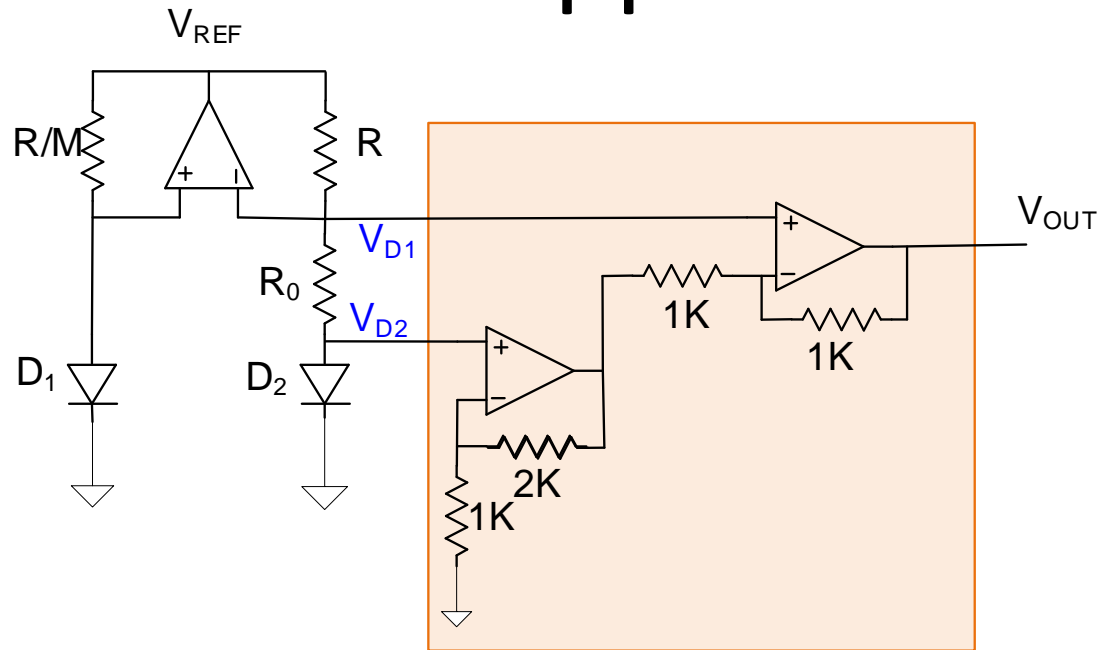 VREF
R/M
+
−
R
VD1
VOUT
+
−
R0
1K
VD2
1K
D1
D2
+
−
2K
1K